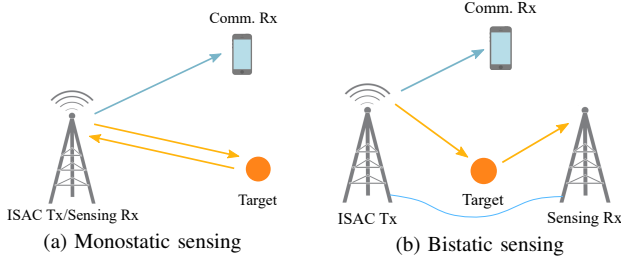 Comm. Rx
ISAC Tx/Sensing Rx
Target
(a) Monostatic sensing
Comm. Rx
ISAC Tx
Target
Sensing Rx
(b) Bistatic sensing